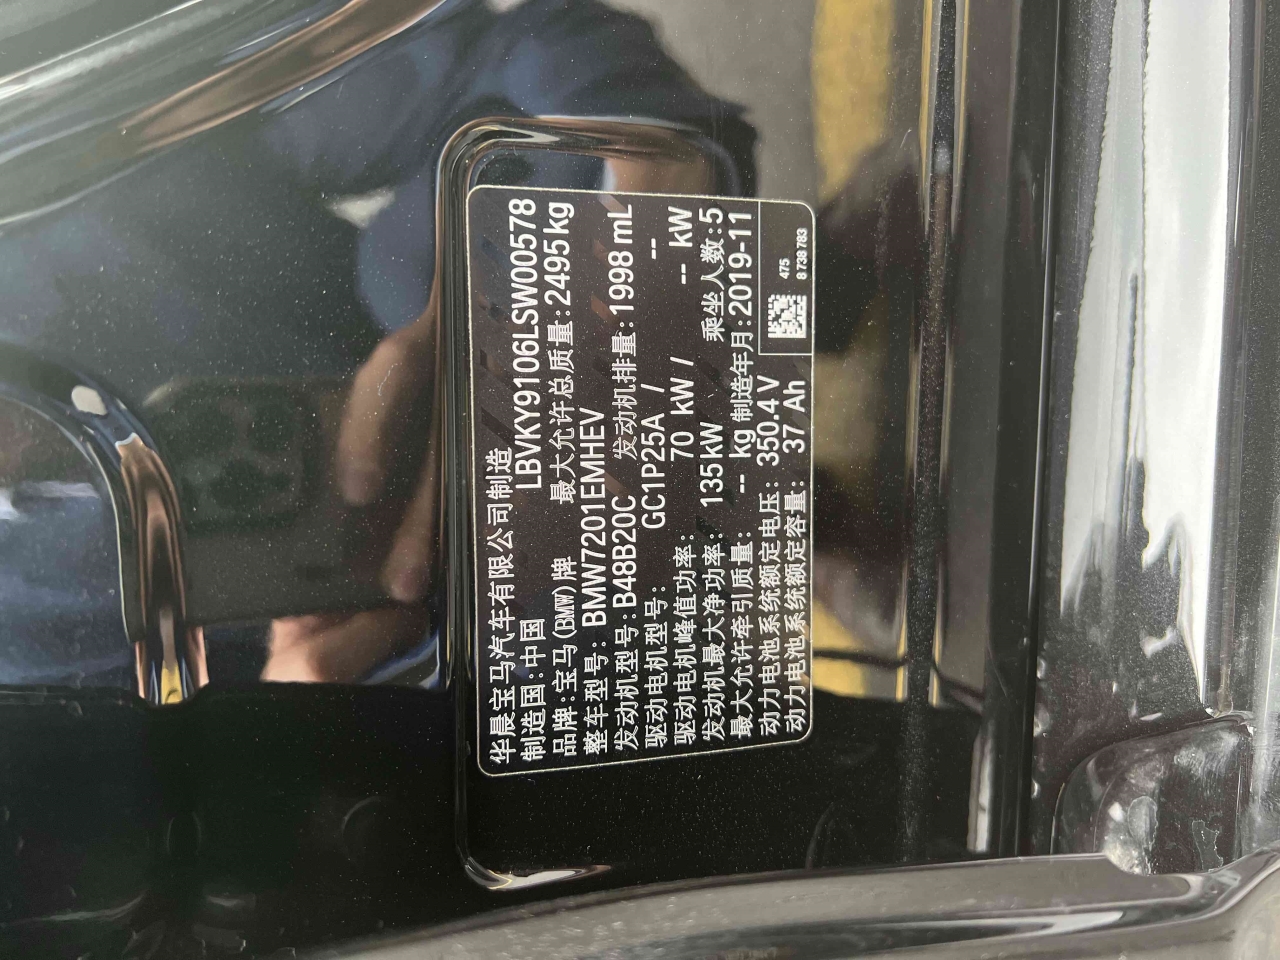 华晨宝马汽车有限公司制造
制造国:中国 LBVKY9106LSW00578
品牌:宝马(BMW)牌 最大允许总质量:2495kg
整车型号:BMW7201EMHEV
发动机型号:B48B20C 发动机排量:1998mL
驱动电机型号: GC1P25A / --
驱动电机峰值功率: 70 kW / -- kW
发动机最大净功率: 135kW 乘坐人数:5
最大允许牵引质量: -- kg 制造年月:2019-11
动力电池系统额定电压: 350.4 V
动力电池系统额定容量: 37 Ah
475
8 738 783